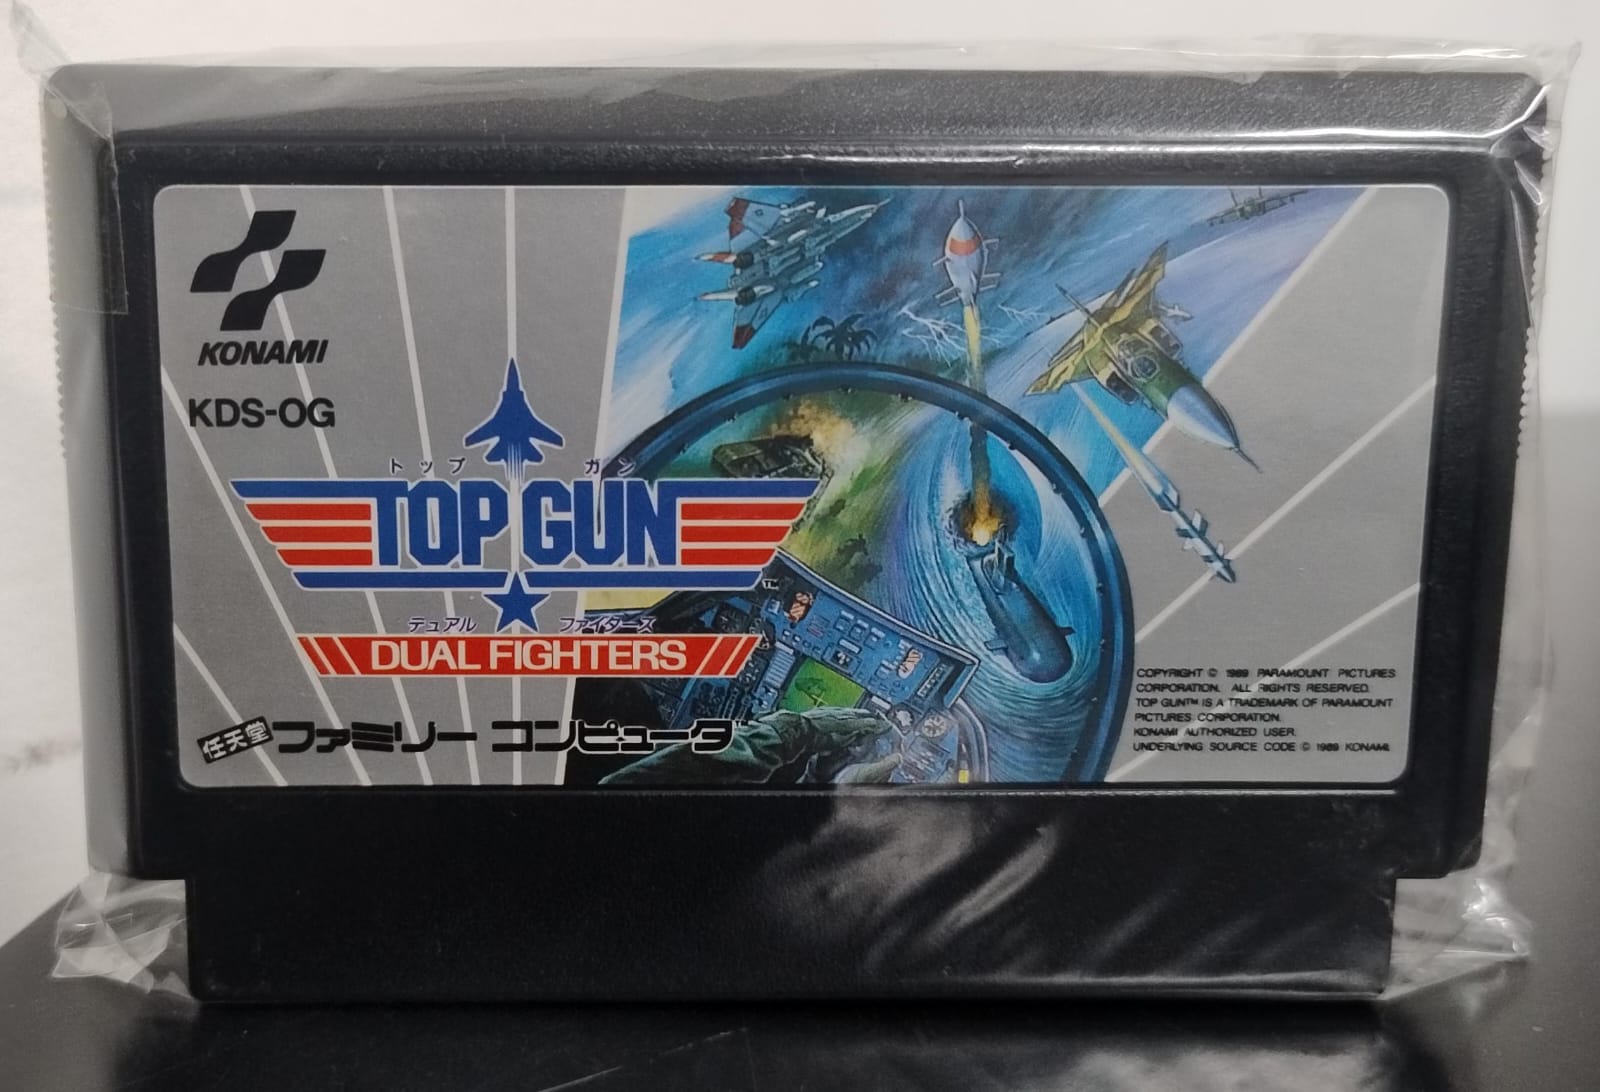 KONAMI
KDS-OG
トップ ガン
TOP GUN
TM
デュアル ファイターズ
DUAL FIGHTERS
任天堂 ファミリー コンピュータ
COPYRIGHT © 1989 PARAMOUNT PICTURES
CORPORATION. ALL RIGHTS RESERVED.
TOP GUN™ IS A TRADEMARK OF PARAMOUNT
PICTURES CORPORATION.
KONAMI AUTHORIZED USER.
UNDERLYING SOURCE CODE © 1989 KONAMI.